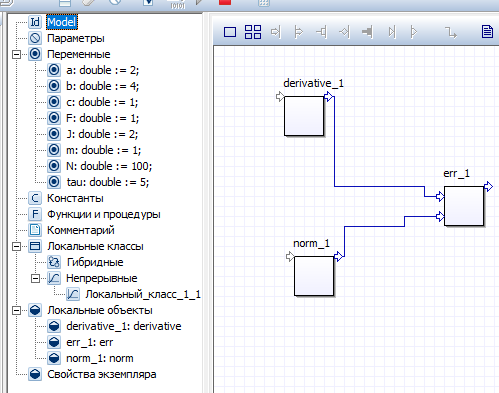 Model
Параметры
Переменные
a: double := 2;
b: double := 4;
c: double := 1;
F: double := 1;
J: double := 2;
m: double := 1;
N: double := 100;
tau: double := 5;
Константы
Функции и процедуры
Комментарий
Локальные классы
Гибридные
Непрерывные
Локальный_класс_1_1
Локальные объекты
derivative_1: derivative
err_1: err
norm_1: norm
Свойства экземпляра
derivative_1
err_1
norm_1